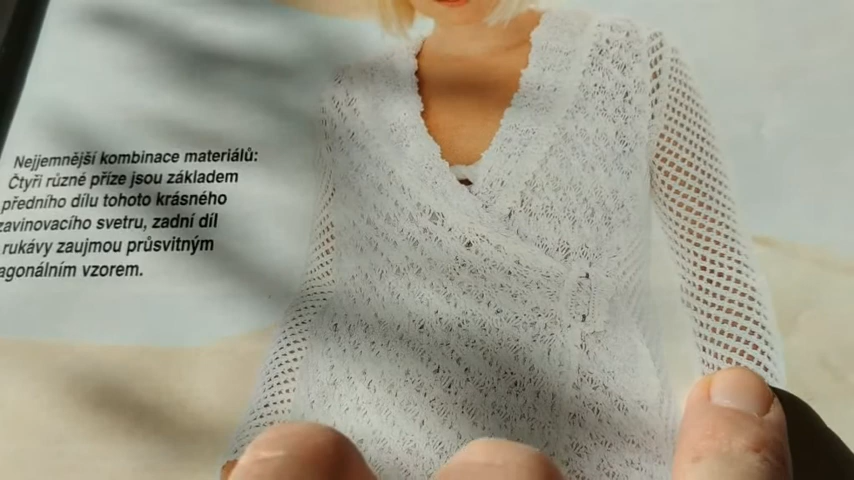 Nejjemnější kombinace materiálů:
Čtyři různé příze jsou základem
předního dílu tohoto krásného
zavinovacího svetru, zadní díl
rukávy zaujmou průsvitným
agonálním vzorem.